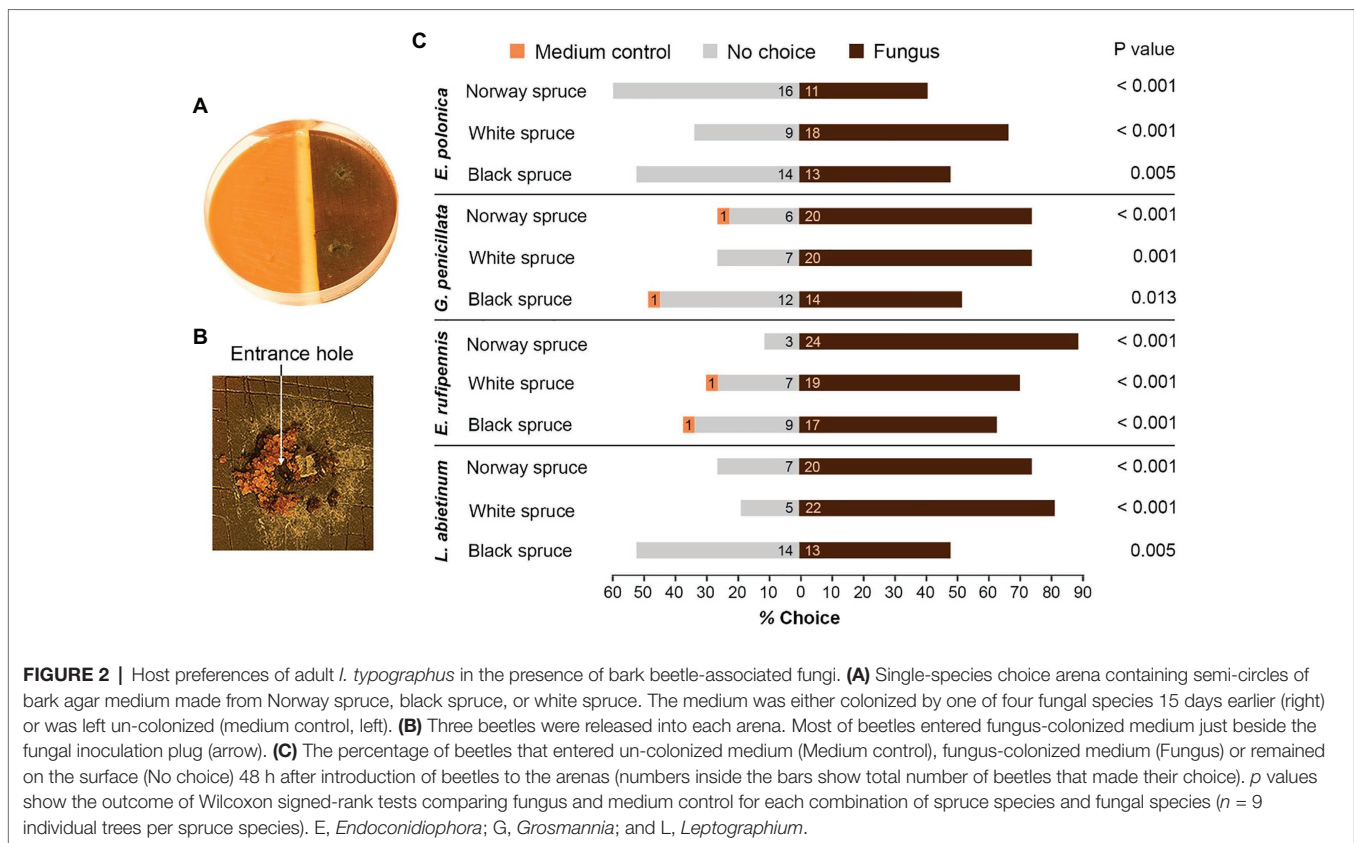 C
Medium control No choice Fungus P value
A
E. polonica
Norway spruce 16 11 < 0.001
White spruce 9 18 < 0.001
Black spruce 14 13 0.005
G. penicillata
Norway spruce 1 6 20 < 0.001
White spruce 7 20 0.001
Black spruce 1 12 14 0.013
B
Entrance hole
E. rufipennis
Norway spruce 3 24 < 0.001
White spruce 1 7 19 < 0.001
Black spruce 1 9 17 < 0.001
L. abietinum
Norway spruce 7 20 < 0.001
White spruce 5 22 < 0.001
Black spruce 14 13 0.005
60 50 40 30 20 10 0 10 20 30 40 50 60 70 80 90
% Choice
FIGURE 2 | Host preferences of adult I. typographus in the presence of bark beetle-associated fungi. (A) Single-species choice arena containing semi-circles of
bark agar medium made from Norway spruce, black spruce, or white spruce. The medium was either colonized by one of four fungal species 15 days earlier (right)
or was left un-colonized (medium control, left). (B) Three beetles were released into each arena. Most of beetles entered fungus-colonized medium just beside the
fungal inoculation plug (arrow). (C) The percentage of beetles that entered un-colonized medium (Medium control), fungus-colonized medium (Fungus) or remained
on the surface (No choice) 48 h after introduction of beetles to the arenas (numbers inside the bars show total number of beetles that made their choice). p values
show the outcome of Wilcoxon signed-rank tests comparing fungus and medium control for each combination of spruce species and fungal species (n = 9
individual trees per spruce species). E, Endoconidiophora; G, Grosmannia; and L, Leptographium.